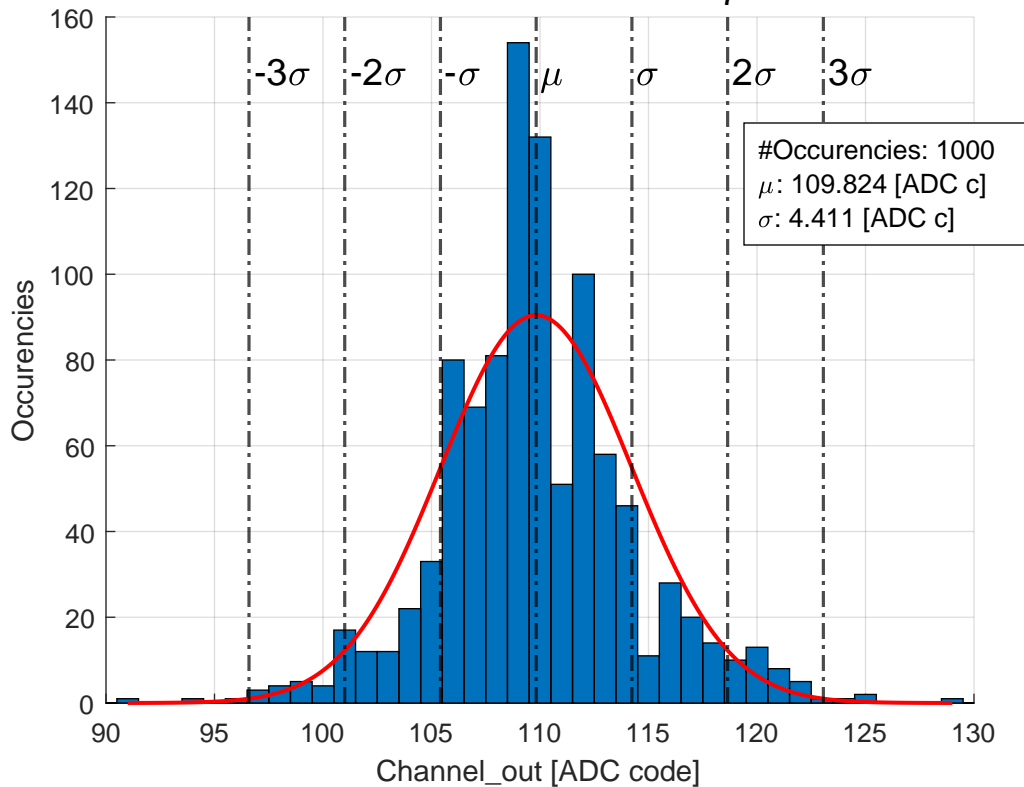 160
-3σ -2σ -σ μ σ 2σ 3σ
140
#Occurencies: 1000
μ: 109.824 [ADC c]
σ: 4.411 [ADC c]
120
100
80
60
40
20
0
Occurencies
90 95 100 105 110 115 120 125 130
Channel_out [ADC code]